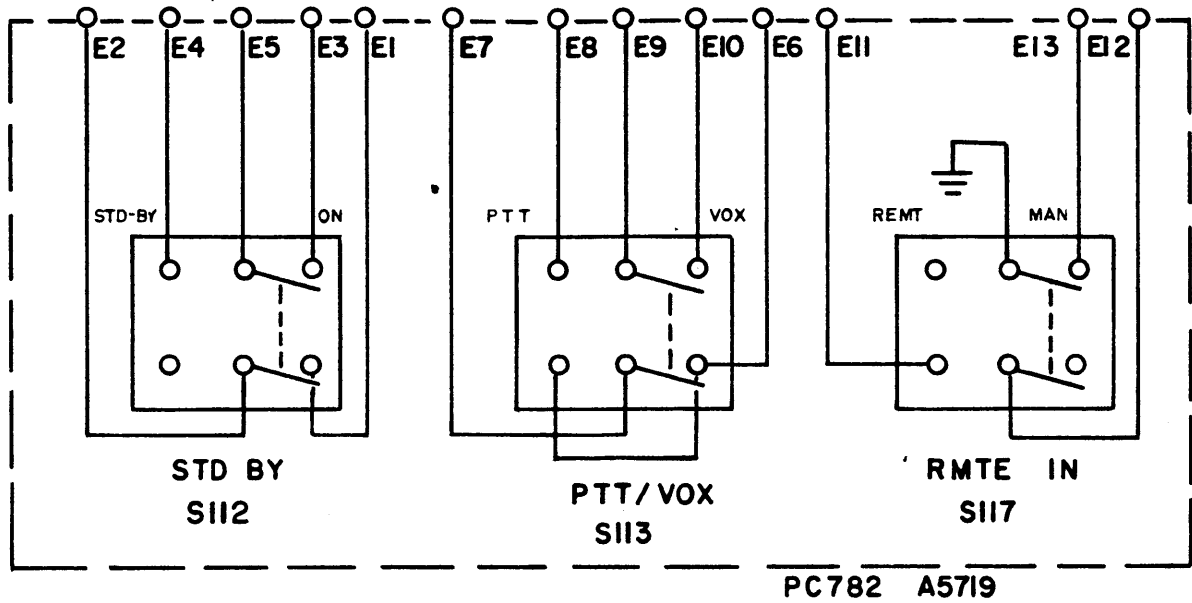 E2 E4 E5 E3 E1 E7 E8 E9 E10 E6 E11 E13 E12
STD-BY ON PTT VOX REMT MAN
STD BY
S112
PTT/VOX
S113
RMTE IN
S117
PC782 A5719